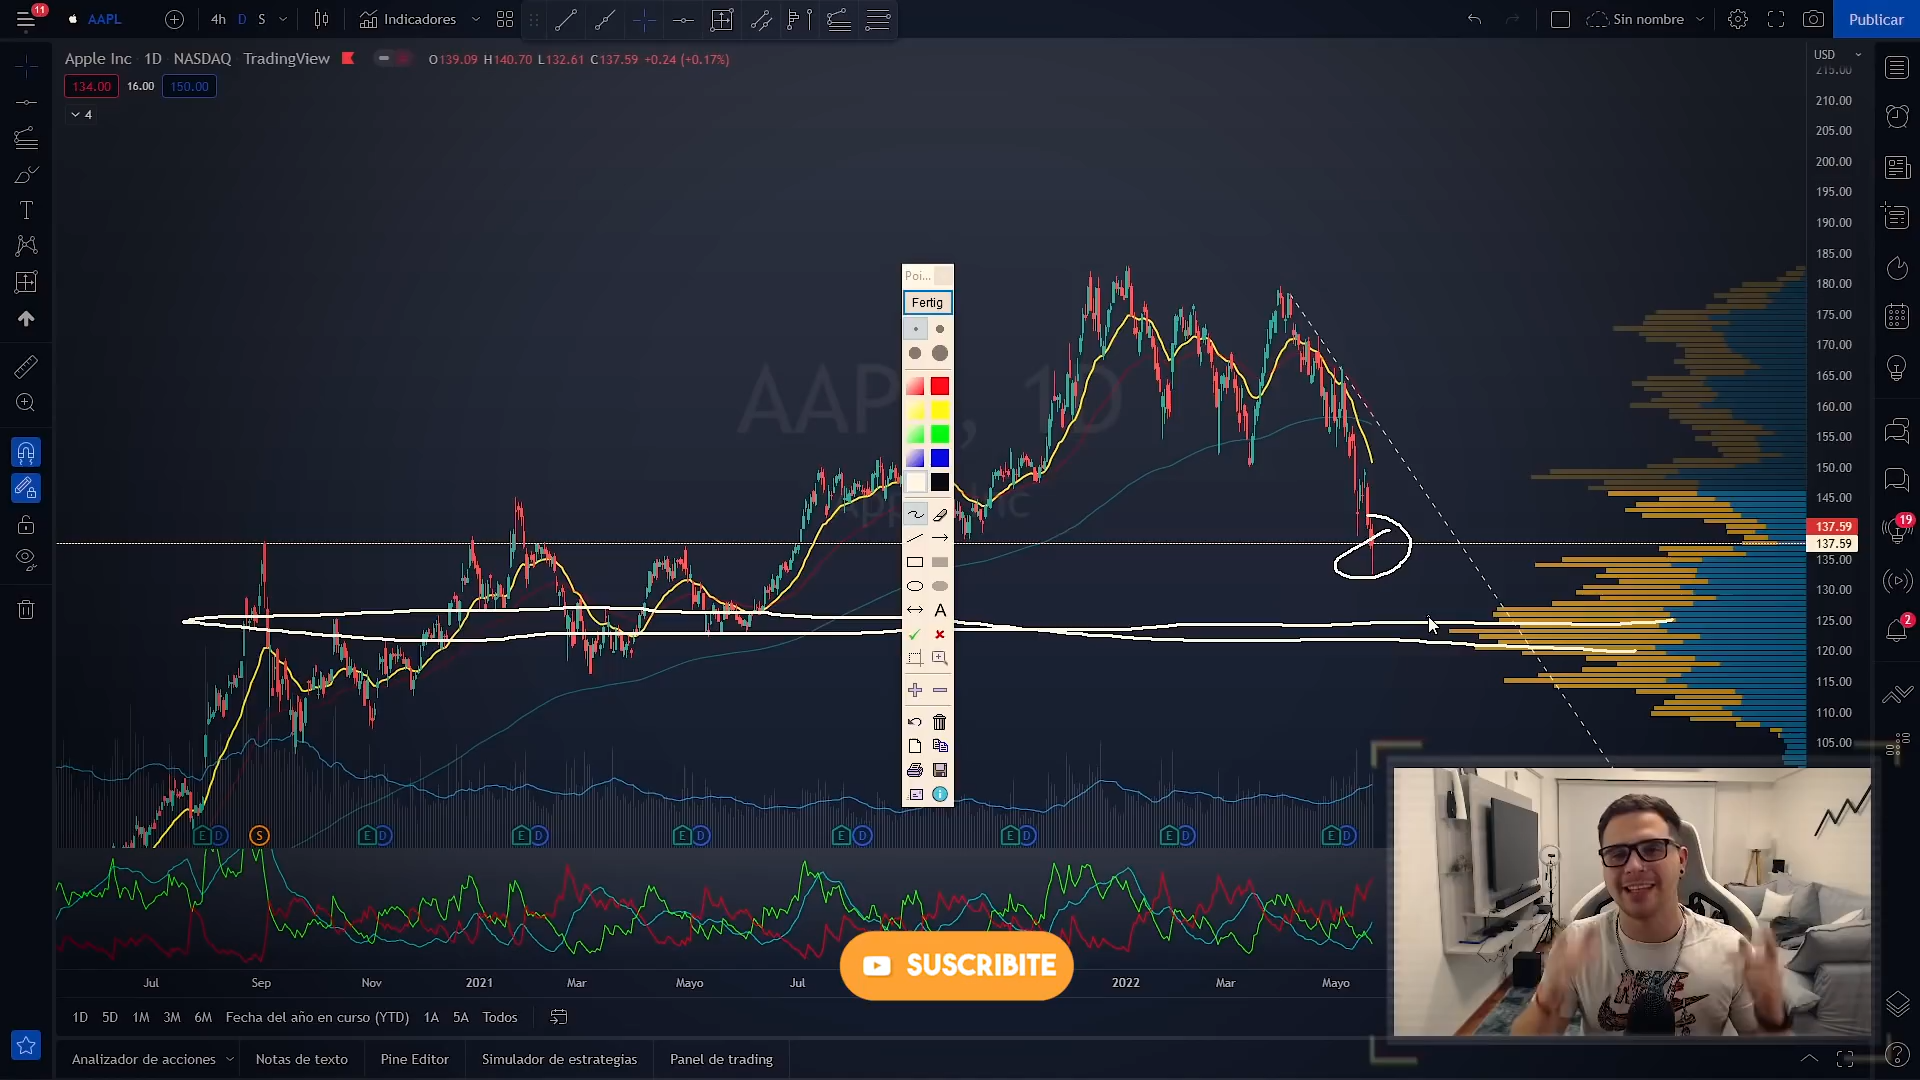 11
AAPL
4h
D
S
Indicadores
Sin nombre
Publicar
Apple Inc 1D NASDAQ TradingView
O139.09 H140.70 L132.61 C137.59 +0.24 (+0.17%)
134.00
16.00
150.00
4
USD
215.00
210.00
205.00
200.00
195.00
190.00
185.00
180.00
175.00
170.00
165.00
160.00
155.00
150.00
145.00
137.59
137.59
135.00
130.00
125.00
120.00
115.00
110.00
105.00
19
2
Poi...
Fertig
A
E D S E D E D E D E D E D E D E D
SUSCRIBITE
Jul Sep Nov 2021 Mar Mayo Jul 2022 Mar Mayo
1D 5D 1M 3M 6M Fecha del año en curso (YTD) 1A 5A Todos
Analizador de acciones Notas de texto Pine Editor Simulador de estrategias Panel de trading